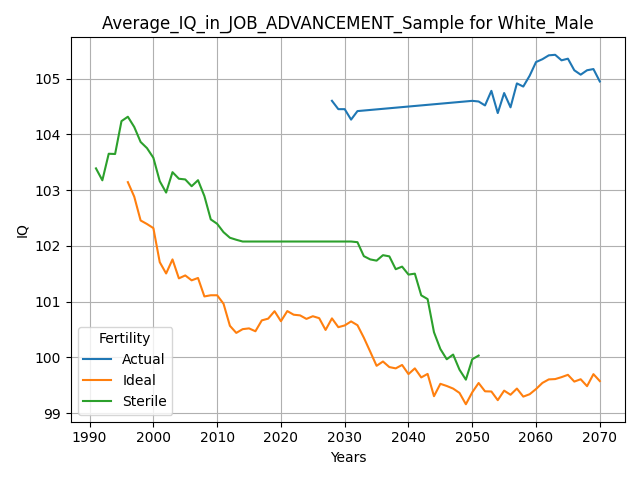 Average_IQ_in_JOB_ADVANCEMENT_Sample for White_Male
IQ
105
104
103
102
101
100
99
Fertility
Actual
Ideal
Sterile
1990 2000 2010 2020 2030 2040 2050 2060 2070
Years